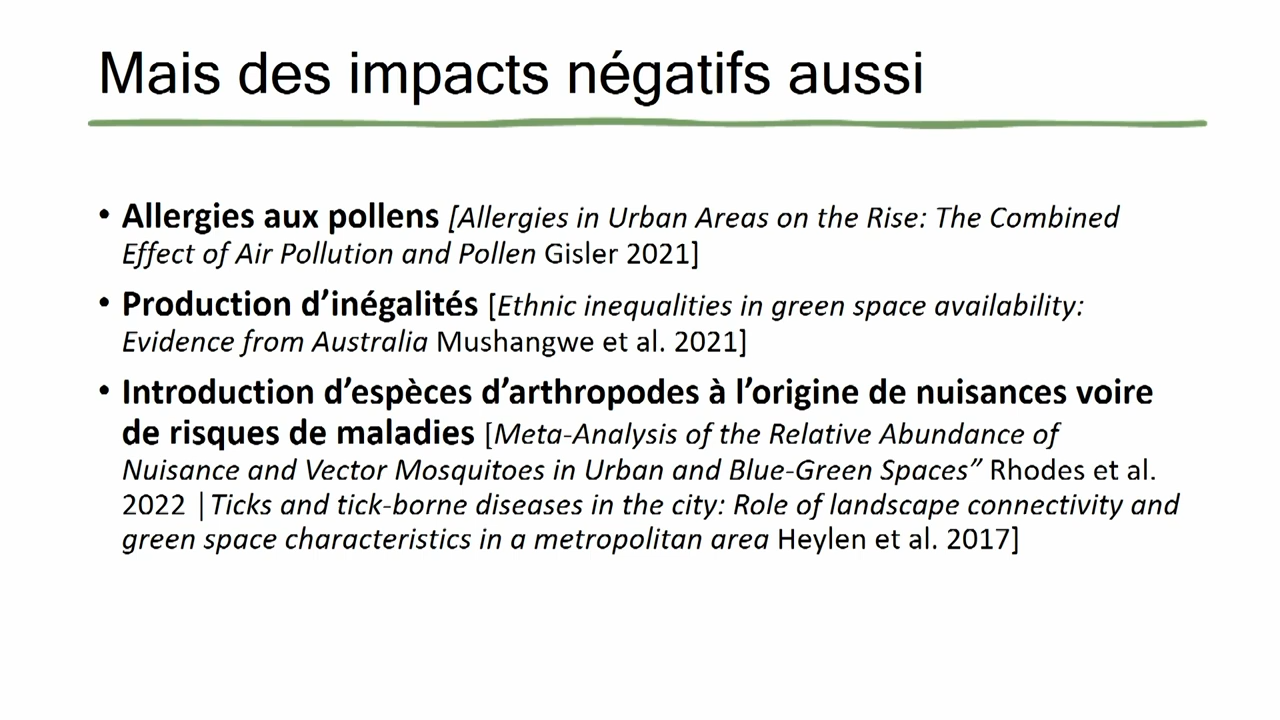 Mais des impacts négatifs aussi
• Allergies aux pollens [Allergies in Urban Areas on the Rise: The Combined
Effect of Air Pollution and Pollen Gisler 2021]
• Production d’inégalités [Ethnic inequalities in green space availability:
Evidence from Australia Mushangwe et al. 2021]
• Introduction d’espèces d’arthropodes à l’origine de nuisances voire
de risques de maladies [Meta-Analysis of the Relative Abundance of
Nuisance and Vector Mosquitoes in Urban and Blue-Green Spaces” Rhodes et al.
2022 |Ticks and tick-borne diseases in the city: Role of landscape connectivity and
green space characteristics in a metropolitan area Heylen et al. 2017]